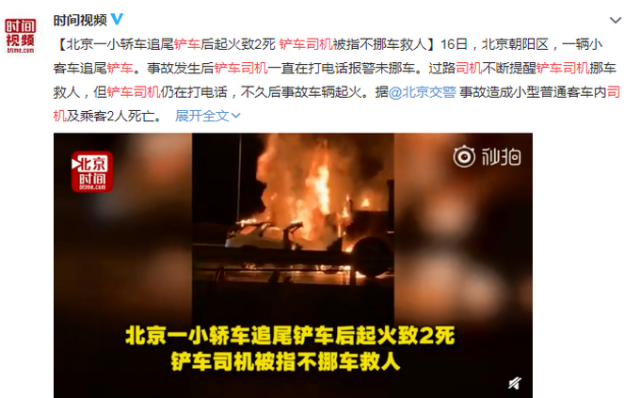 时间视频
时间
视频
btime.com
【北京一小轿车追尾铲车后起火致2死 铲车司机被指不挪车救人】16日，北京朝阳区，一辆小
客车追尾铲车。事故发生后铲车司机一直在打电话报警未挪车。过路司机不断提醒铲车司机挪车
救人，但铲车司机仍在打电话，不久后事故车辆起火。据@北京交警 事故造成小型普通客车内司
机及乘客2人死亡。 展开全文
北京
时间
btime.com
秒拍
北京一小轿车追尾铲车后起火致2死
铲车司机被指不挪车救人